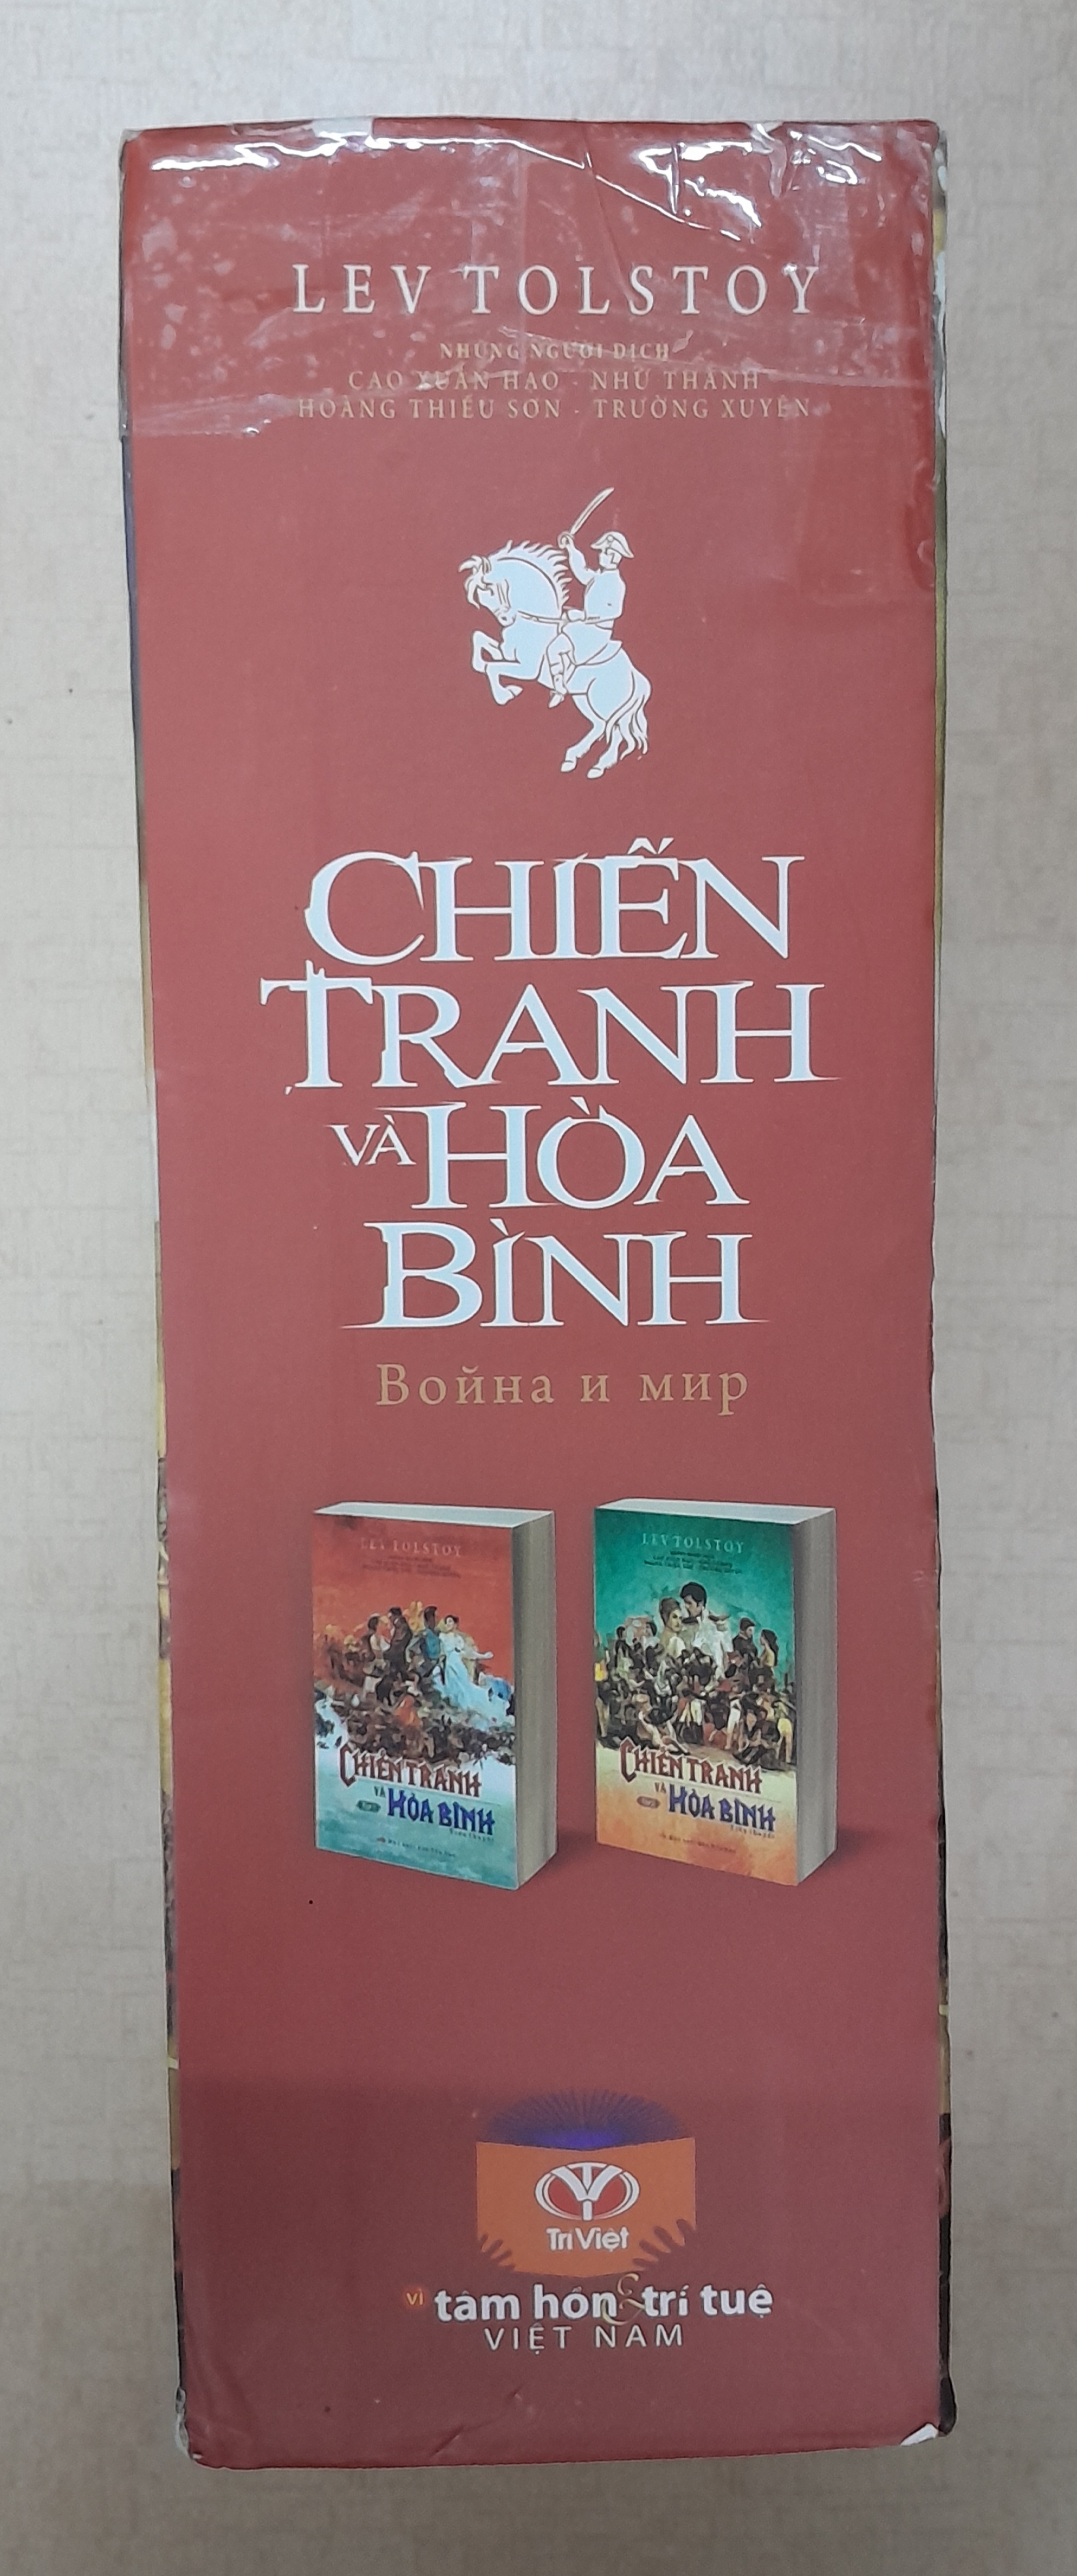 LEV TOLSTOY
NHỮNG NGƯỜI DỊCH
CAO XUÂN HẠO - NHỮ THÀNH
HOÀNG THIẾU SƠN - TRƯỜNG XUYÊN
CHIẾN
TRANH
VÀ HÒA
BÌNH
Война и мир
LEV TOLSTOY
CHIẾN TRANH
VÀ HÒA BÌNH
LEV TOLSTOY
CHIẾN TRANH
VÀ HÒA BÌNH
TríViệt
vì tâm hồn & trí tuệ
VIỆT NAM